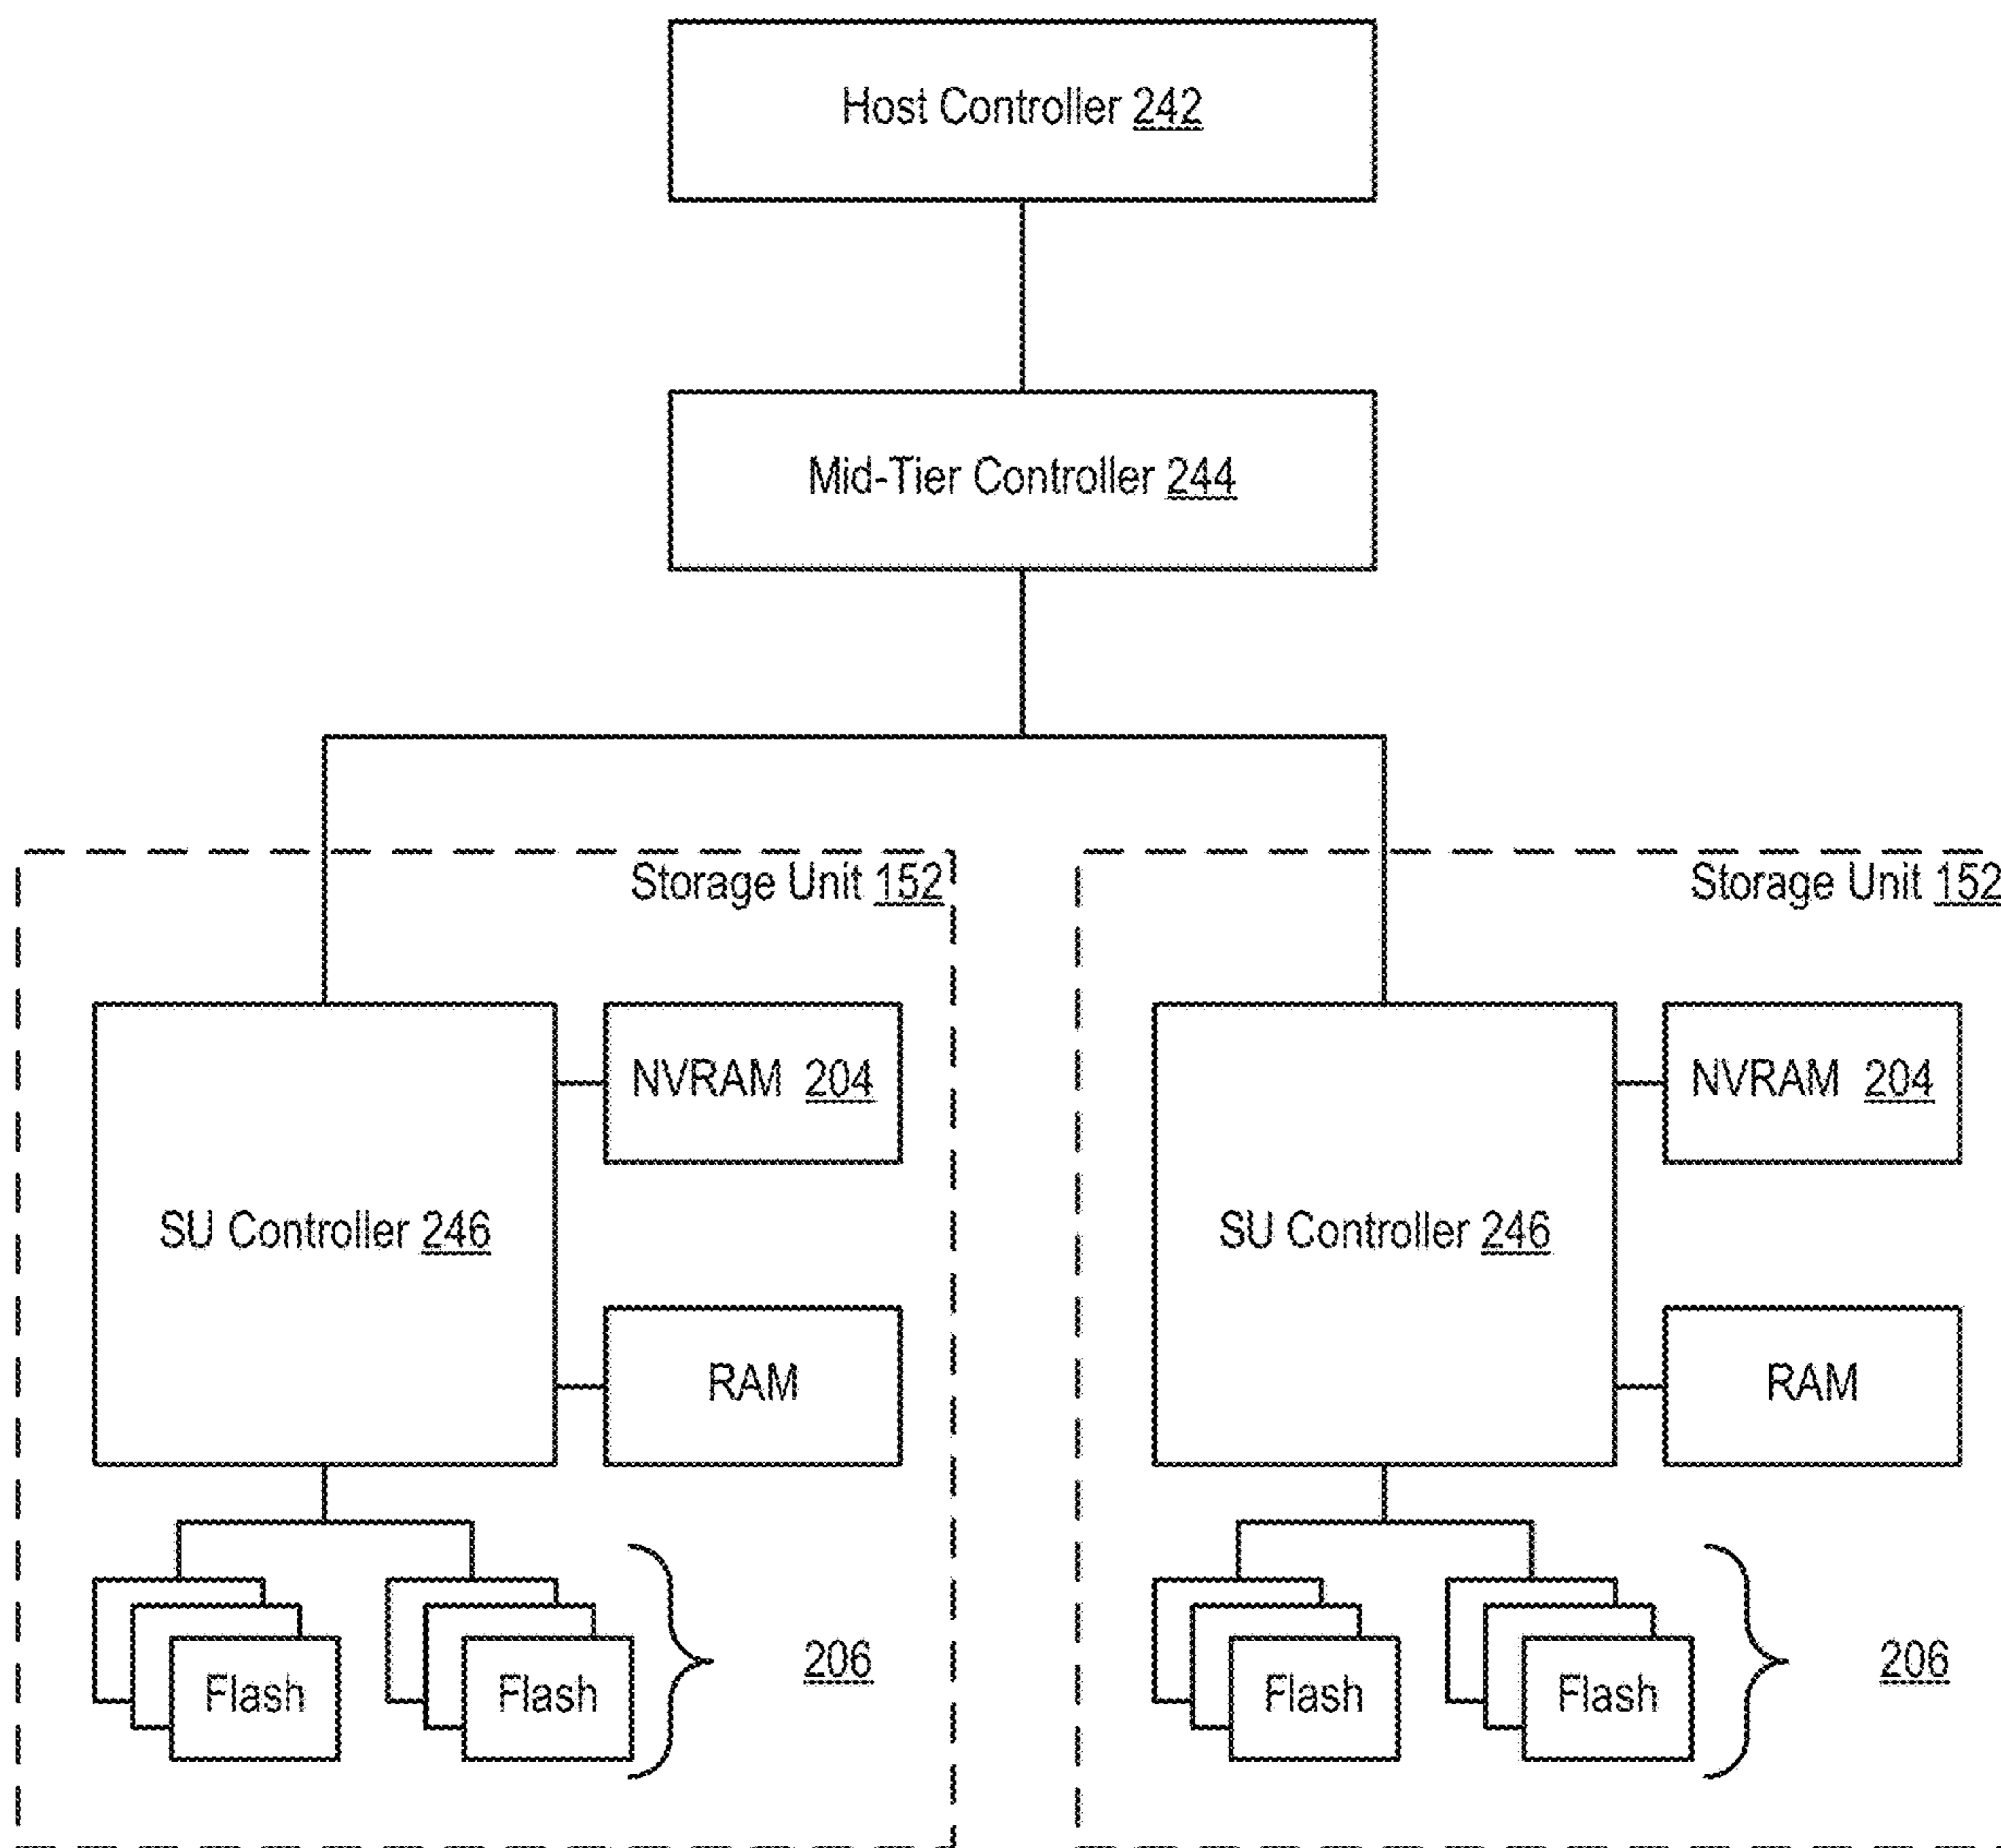 Host Controller 242
Mid-Tier Controller 244
Storage Unit 152
Storage Unit 152
NVRAM 204
NVRAM 204
SU Controller 246
SU Controller 246
RAM
RAM
206
206
Flash
Flash
Flash
Flash